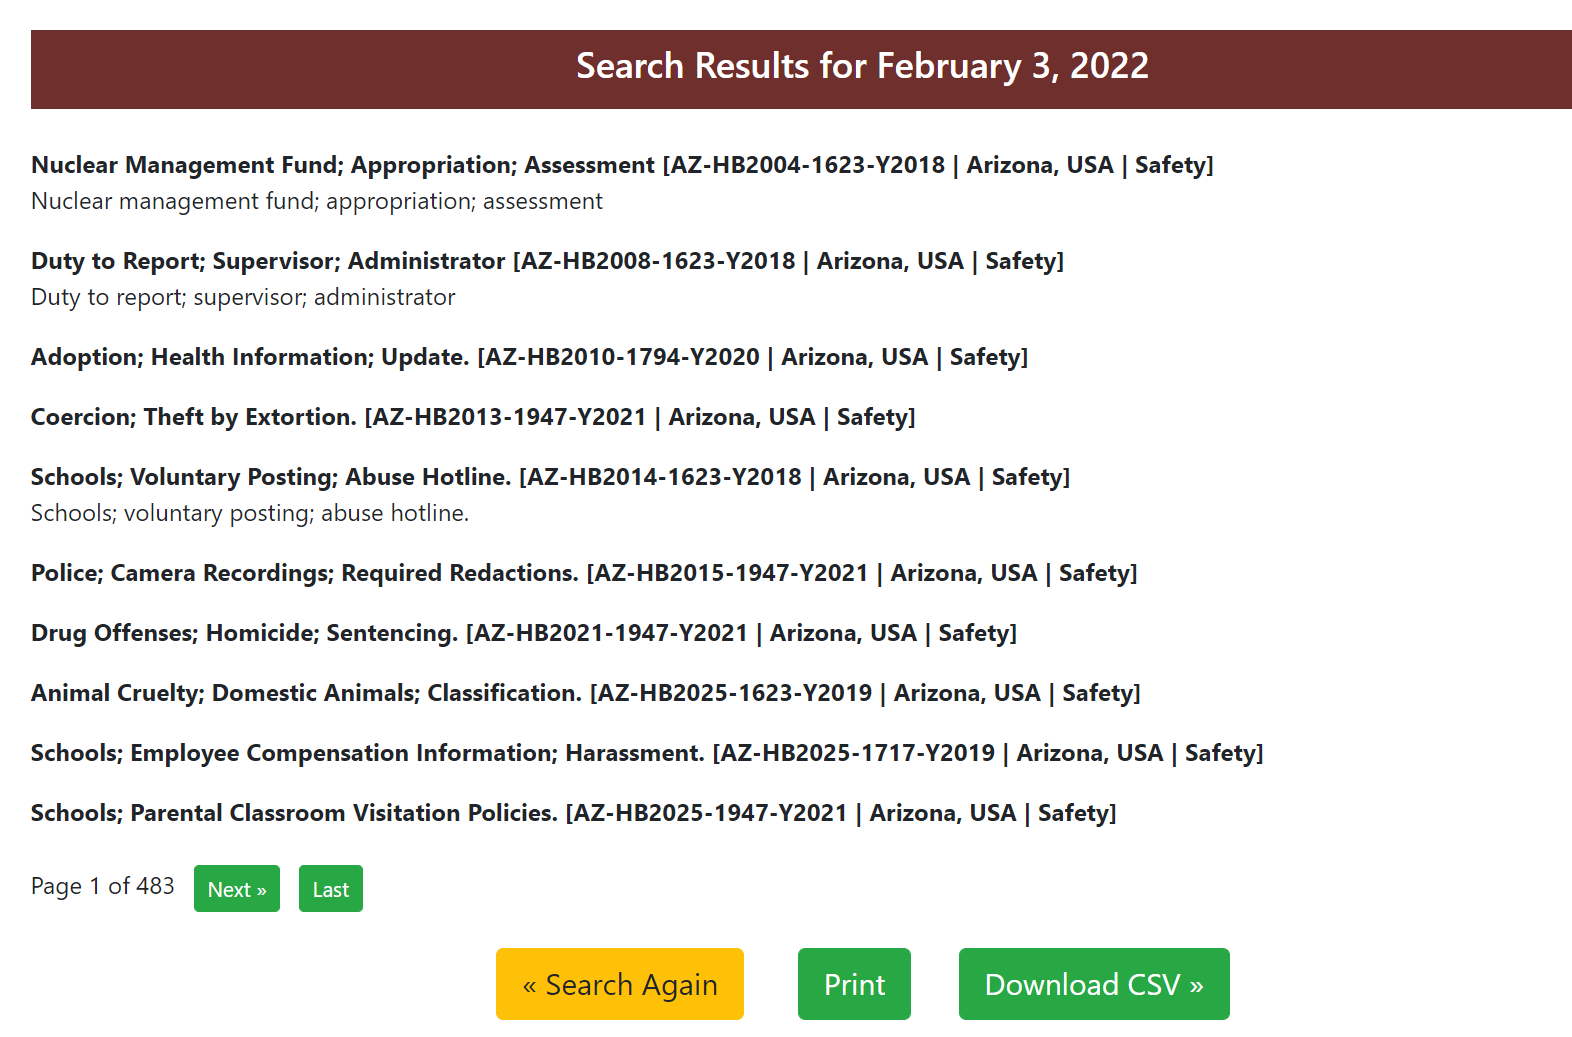 Search Results for February 3, 2022
Nuclear Management Fund; Appropriation; Assessment [AZ-HB2004-1623-Y2018 | Arizona, USA | Safety]
Nuclear management fund; appropriation; assessment
Duty to Report; Supervisor; Administrator [AZ-HB2008-1623-Y2018 | Arizona, USA | Safety]
Duty to report; supervisor; administrator
Adoption; Health Information; Update. [AZ-HB2010-1794-Y2020 | Arizona, USA | Safety]
Coercion; Theft by Extortion. [AZ-HB2013-1947-Y2021 | Arizona, USA | Safety]
Schools; Voluntary Posting; Abuse Hotline. [AZ-HB2014-1623-Y2018 | Arizona, USA | Safety]
Schools; voluntary posting; abuse hotline.
Police; Camera Recordings; Required Redactions. [AZ-HB2015-1947-Y2021 | Arizona, USA | Safety]
Drug Offenses; Homicide; Sentencing. [AZ-HB2021-1947-Y2021 | Arizona, USA | Safety]
Animal Cruelty; Domestic Animals; Classification. [AZ-HB2025-1623-Y2019 | Arizona, USA | Safety]
Schools; Employee Compensation Information; Harassment. [AZ-HB2025-1717-Y2019 | Arizona, USA | Safety]
Schools; Parental Classroom Visitation Policies. [AZ-HB2025-1947-Y2021 | Arizona, USA | Safety]
Page 1 of 483 Next » Last
« Search Again Print Download CSV »